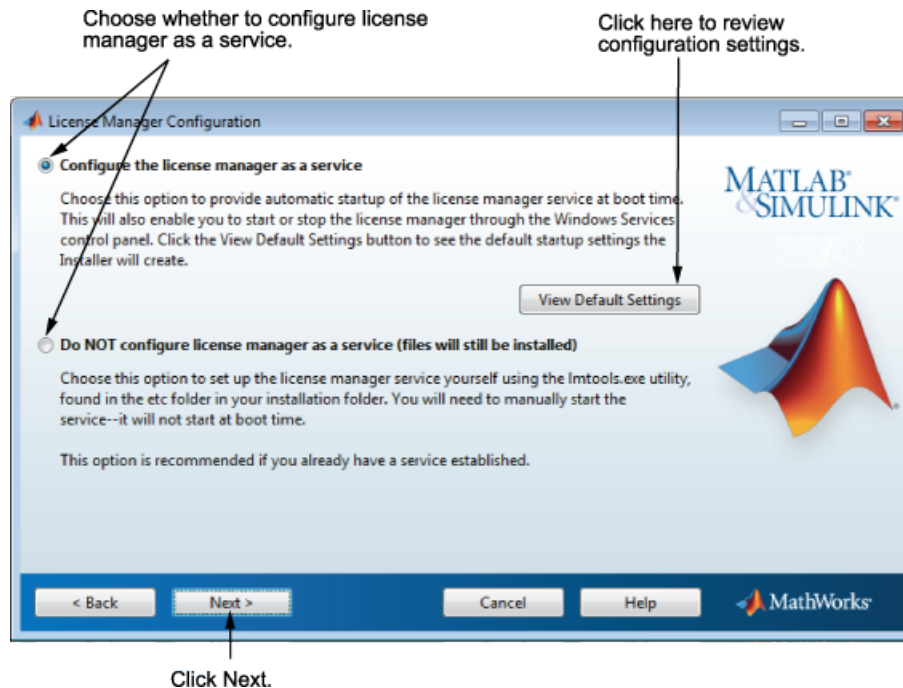 Choose whether to configure license
manager as a service.
Click here to review
configuration settings.
License Manager Configuration
Configure the license manager as a service
Choose this option to provide automatic startup of the license manager service at boot time.
This will also enable you to start or stop the license manager through the Windows Services
control panel. Click the View Default Settings button to see the default startup settings the
Installer will create.
MATLAB®
&SIMULINK®
View Default Settings
Do NOT configure license manager as a service (files will still be installed)
Choose this option to set up the license manager service yourself using the lmtools.exe utility,
found in the etc folder in your installation folder. You will need to manually start the
service--it will not start at boot time.
This option is recommended if you already have a service established.
< Back
Next >
Cancel
Help
MathWorks®
Click Next.